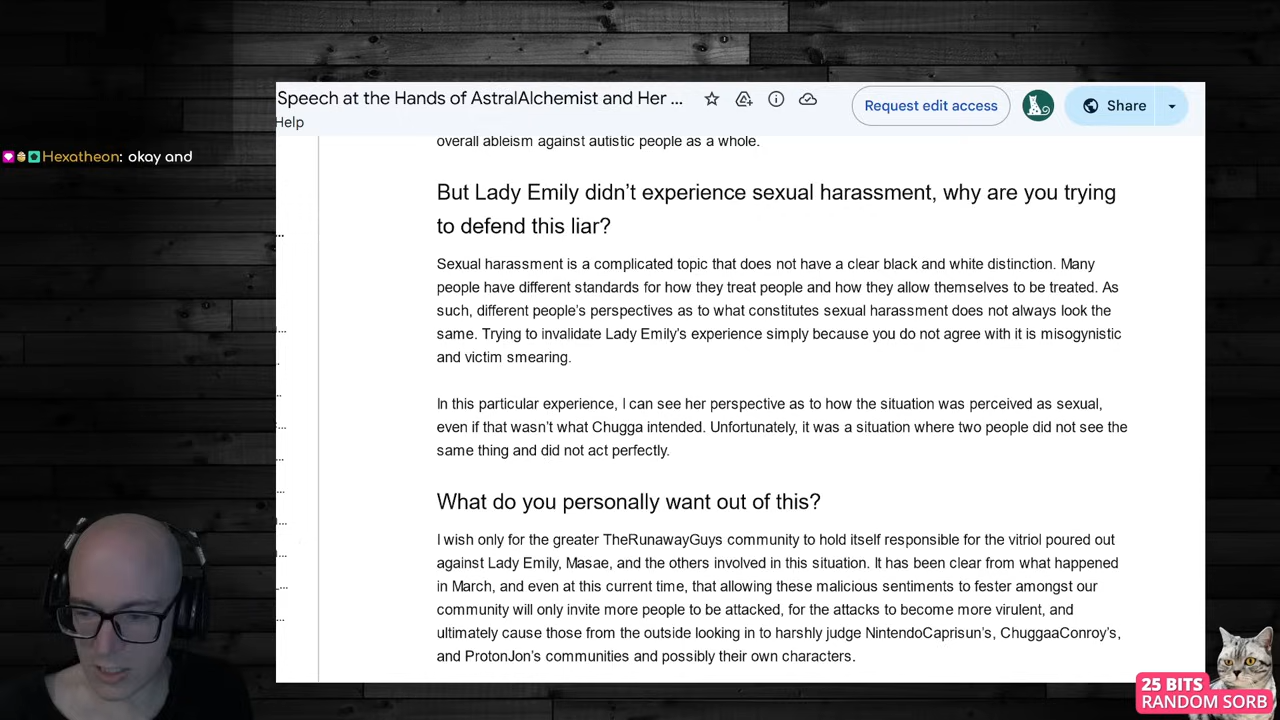 Speech at the Hands of AstralAlchemist and Her ...
Request edit access
Share
Help
overall ableism against autistic people as a whole.
Hexatheon: okay and
But Lady Emily didn’t experience sexual harassment, why are you trying
to defend this liar?
Sexual harassment is a complicated topic that does not have a clear black and white distinction. Many
people have different standards for how they treat people and how they allow themselves to be treated. As
such, different people’s perspectives as to what constitutes sexual harassment does not always look the
same. Trying to invalidate Lady Emily’s experience simply because you do not agree with it is misogynistic
and victim smearing.
In this particular experience, I can see her perspective as to how the situation was perceived as sexual,
even if that wasn’t what Chugga intended. Unfortunately, it was a situation where two people did not see the
same thing and did not act perfectly.
What do you personally want out of this?
I wish only for the greater TheRunawayGuys community to hold itself responsible for the vitriol poured out
against Lady Emily, Masae, and the others involved in this situation. It has been clear from what happened
in March, and even at this current time, that allowing these malicious sentiments to fester amongst our
community will only invite more people to be attacked, for the attacks to become more virulent, and
ultimately cause those from the outside looking in to harshly judge NintendoCaprisun’s, ChuggaaConroy’s,
and ProtonJon’s communities and possibly their own characters.
25 BITS
RANDOM SORB